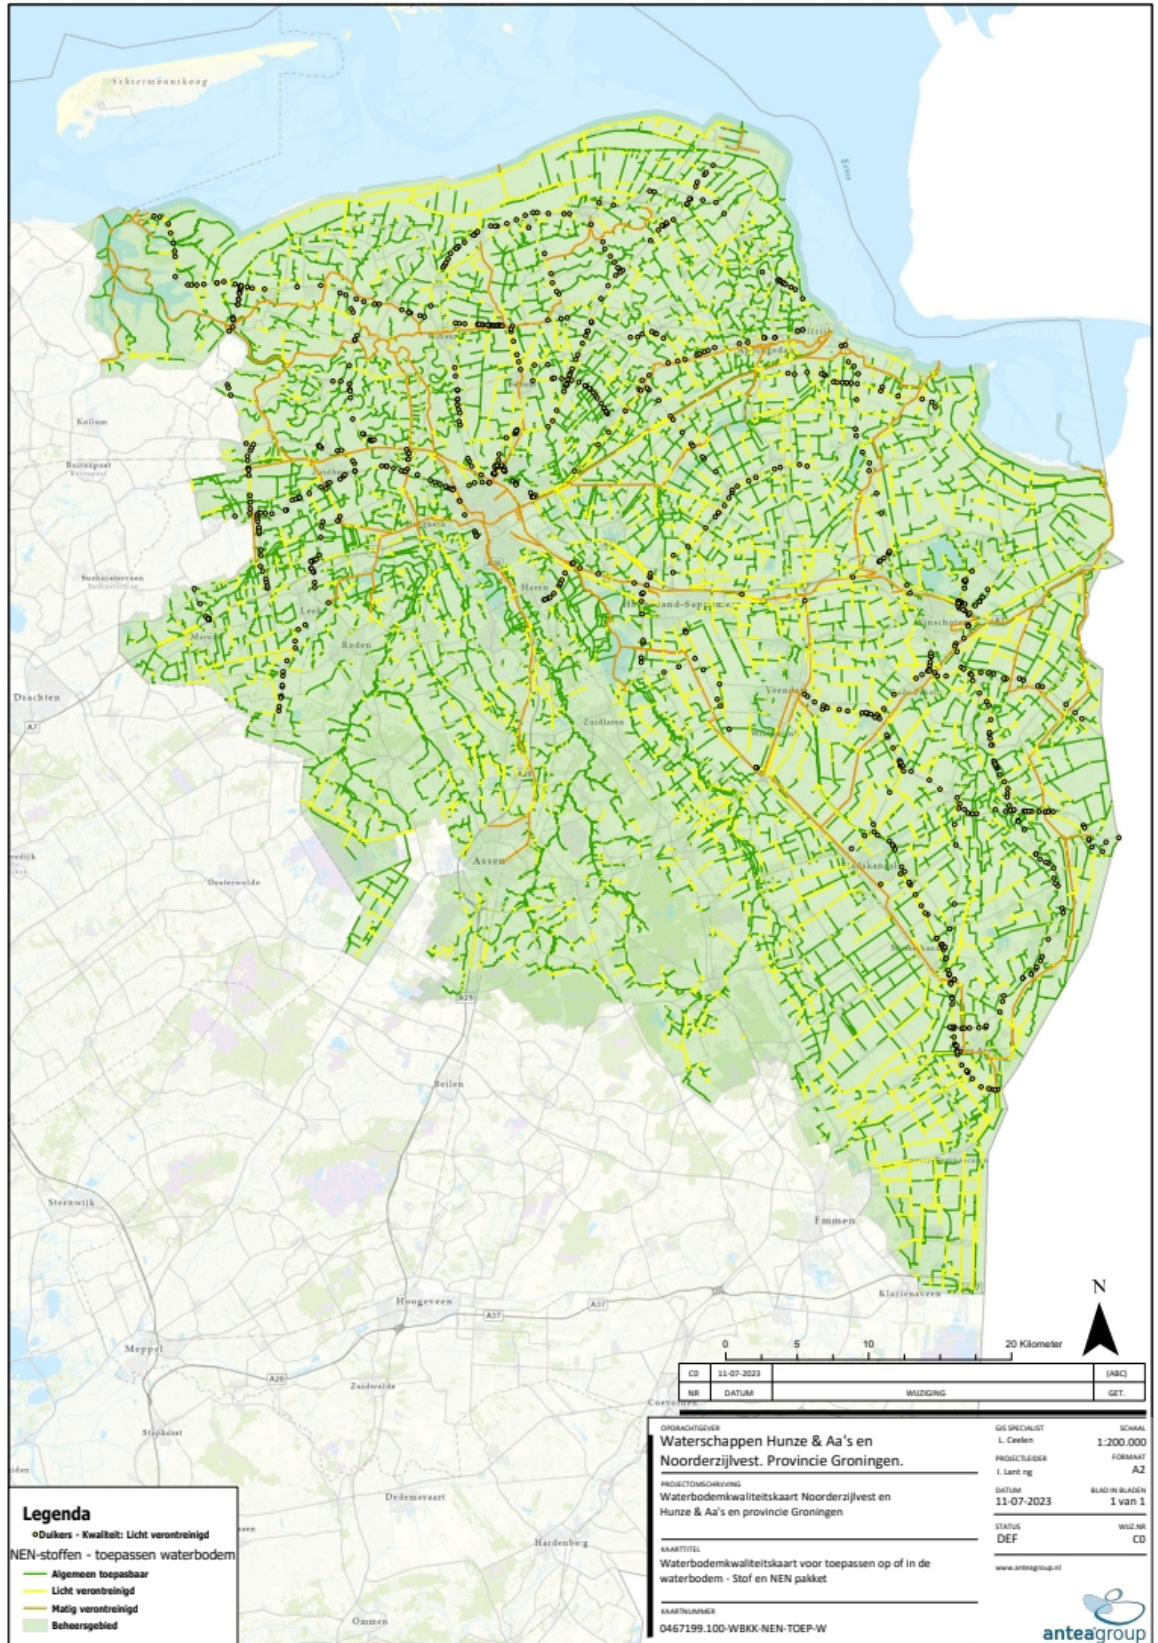 Schiermonnikoog
Eems
Kollum
Buitenpost
Surhuisterveen
Leek
Roden
Haren
Drachten
A7
Zuidlaren
A28
Assen
Oosterwolde
A28
Beilen
Steenwijk
Emmen
Klazienaveen
Hoogeveen
A37
A37
Meppel
A28
Zuidwolde
Coevorden
Staphorst
Dedemsvaart
Hardenberg
Ommen
N
0 5 10 20 Kilometer
C0 11-07-2023 (ABC)
NR DATUM WIJZIGING GET.
OPDRACHTGEVER
Waterschappen Hunze & Aa's en
Noorderzijlvest. Provincie Groningen.
PROJECTOMSCHRIJVING
Waterbodemkwaliteitskaart Noorderzijlvest en
Hunze & Aa's en provincie Groningen
KAARTTITEL
Waterbodemkwaliteitskaart voor toepassen op of in de
waterbodem - Stof en NEN pakket
KAARTNUMMER
0467199.100-WBKK-NEN-TOEP-W
GIS SPECIALIST SCHAAL
L. Ceelen 1:200.000
PROJECTLEIDER FORMAAT
I. Lant ng A2
DATUM BLAD IN BLADEN
11-07-2023 1 van 1
STATUS WIJZ.NR
DEF C0
www.anteagroup.nl
anteagroup
Legenda
Duikers - Kwaliteit: Licht verontreinigd
NEN-stoffen - toepassen waterbodem
Algemeen toepasbaar
Licht verontreinigd
Matig verontreinigd
Beheersgebied